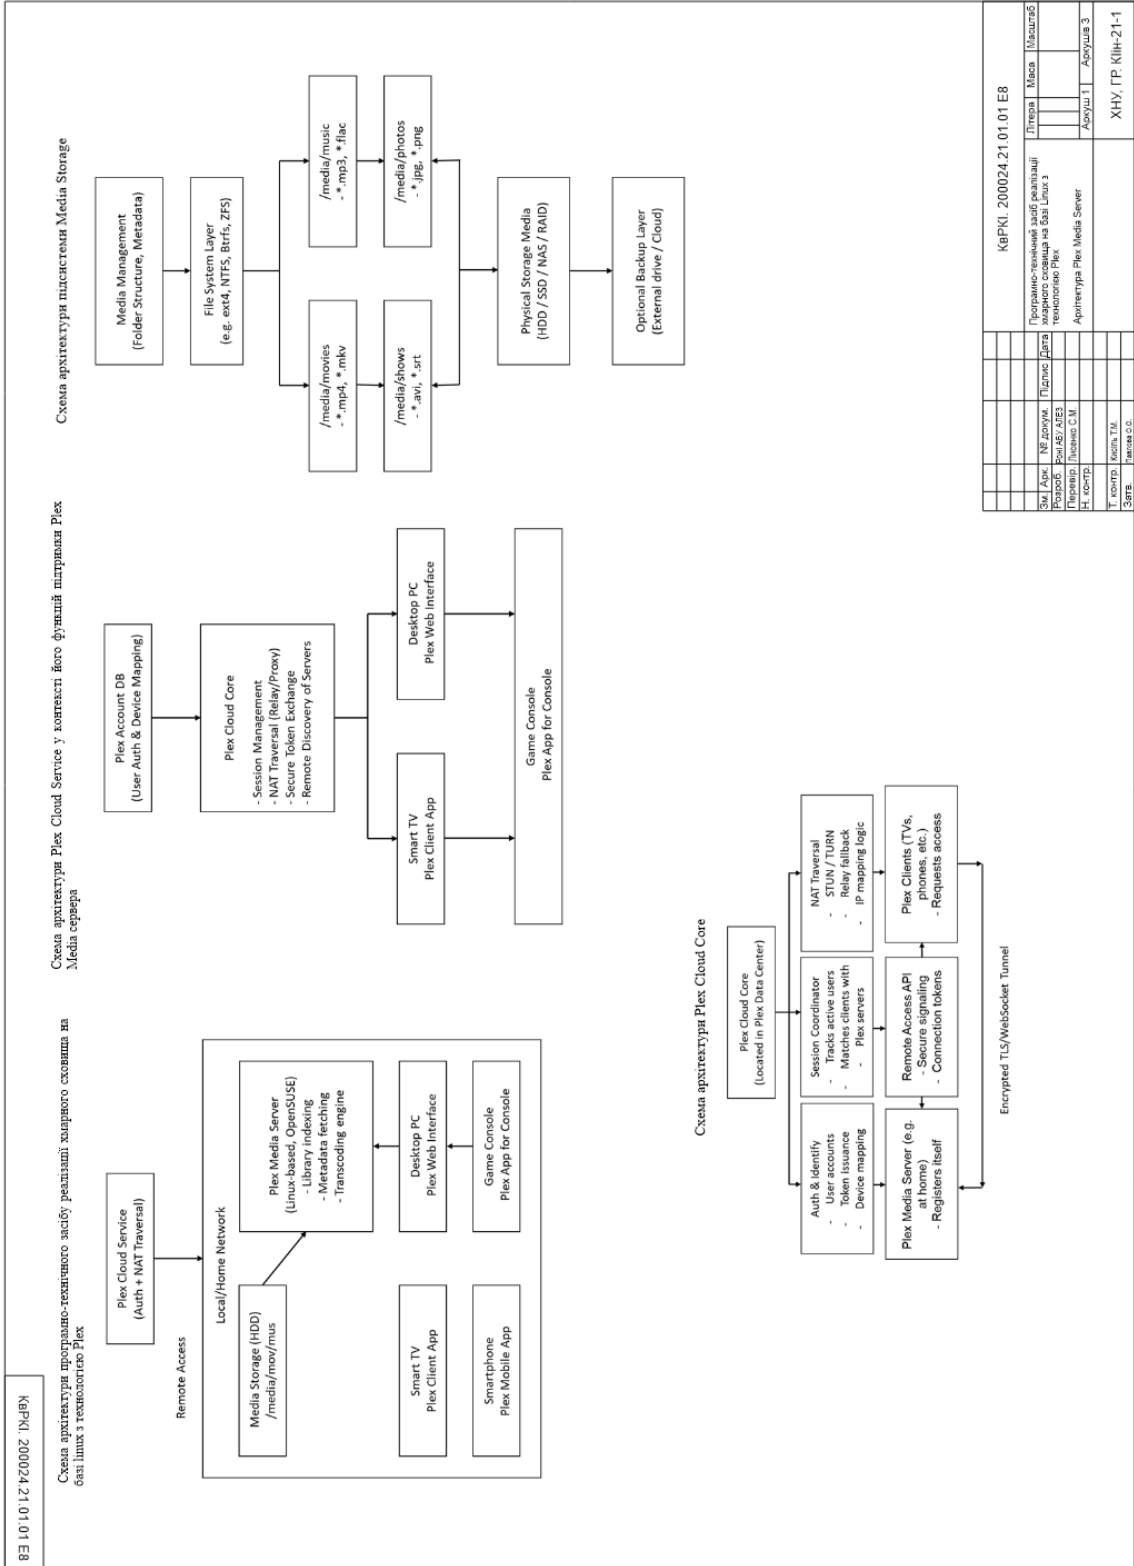 КвРКІ. 200024.21.01.01 Е8
Схема архітектури програмно-технічного засобу реалізації хмарного сховища на
базі linux з технологією Plex
Plex Cloud Service
(Auth + NAT Traversal)
Remote Access
Local/Home Network
Media Storage (HDD)
/media/mov/mus
Plex Media Server
(Linux-based, OpenSUSE)
- Library indexing
- Metadata fetching
- Transcoding engine
Smart TV
Plex Client App
Desktop PC
Plex Web Interface
Smartphone
Plex Mobile App
Game Console
Plex App for Console
Схема архітектури Plex Cloud Service у контексті його функцій підтримки Plex
Media сервера
Plex Account DB
(User Auth & Device Mapping)
Plex Cloud Core
- Session Management
- NAT Traversal (Relay/Proxy)
- Secure Token Exchange
- Remote Discovery of Servers
Smart TV
Plex Client App
Desktop PC
Plex Web Interface
Game Console
Plex App for Console
Схема архітектури підсистеми Media Storage
Media Management
(Folder Structure, Metadata)
File System Layer
(e.g. ext4, NTFS, Btrfs, ZFS)
/media/movies
- *.mp4, *.mkv
/media/music
- *.mp3, *.flac
/media/shows
- *.avi, *.srt
/media/photos
- *.jpg, *.png
Physical Storage Media
(HDD / SSD / NAS / RAID)
Optional Backup Layer
(External drive / Cloud)
Схема архітектури Plex Cloud Core
Plex Cloud Core
(Located in Plex Data Center)
Auth & Identify
- User accounts
- Token issuance
- Device mapping
Session Coordinator
- Tracks active users
- Matches clients with
- Plex servers
NAT Traversal
- STUN / TURN
- Relay fallback
- IP mapping logic
Plex Media Server (e.g.
at home)
- Registers itself
Remote Access API
- Secure signaling
- Connection tokens
Plex Clients (TVs,
phones, etc.)
- Requests access
Encrypted TLS/WebSocket Tunnel
КвРКІ. 200024.21.01.01 Е8
Зм. Арк. № докум. Підпис Дата
Розроб. АБУ АЛЕЗ
Перевір. Лисенко С.М.
Н. контр.
Т. контр. Кисіль Т.М.
Затв. Павлова О.О.
Програмно-технічний засіб реалізації
хмарного сховища на базі Linux з
технологією Plex
Архітектура Plex Media Server
Літера Маса Масштаб
Аркуш 1 Аркушів 3
ХНУ, ГР. КІін-21-1